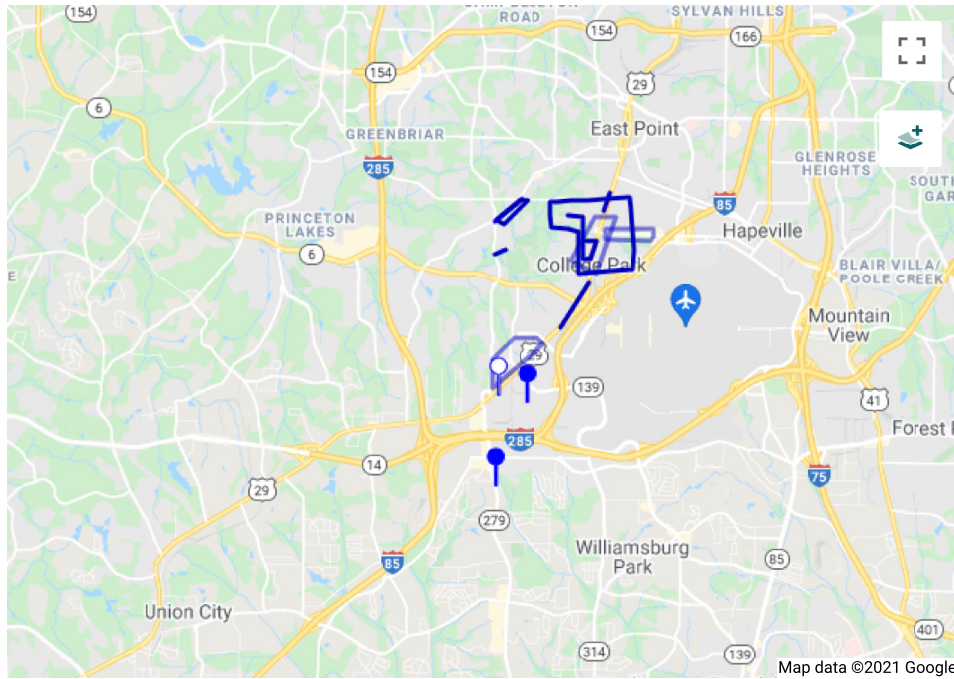 154
CAMPBELLTON
ROAD
SYLVAN HILLS
154
166
154
29
6
East Point
GREENBRIAR
285
GLENROSE
HEIGHTS
SOUTH
GAR
85
Hapeville
PRINCETON
LAKES
6
College Park
E
BLAIR VILLA/
POOLE CREEK
Mountain
View
29
139
41
Forest P
285
14
29
75
279
Williamsburg
Park
85
85
Union City
401
314
139
Map data ©2021 Google